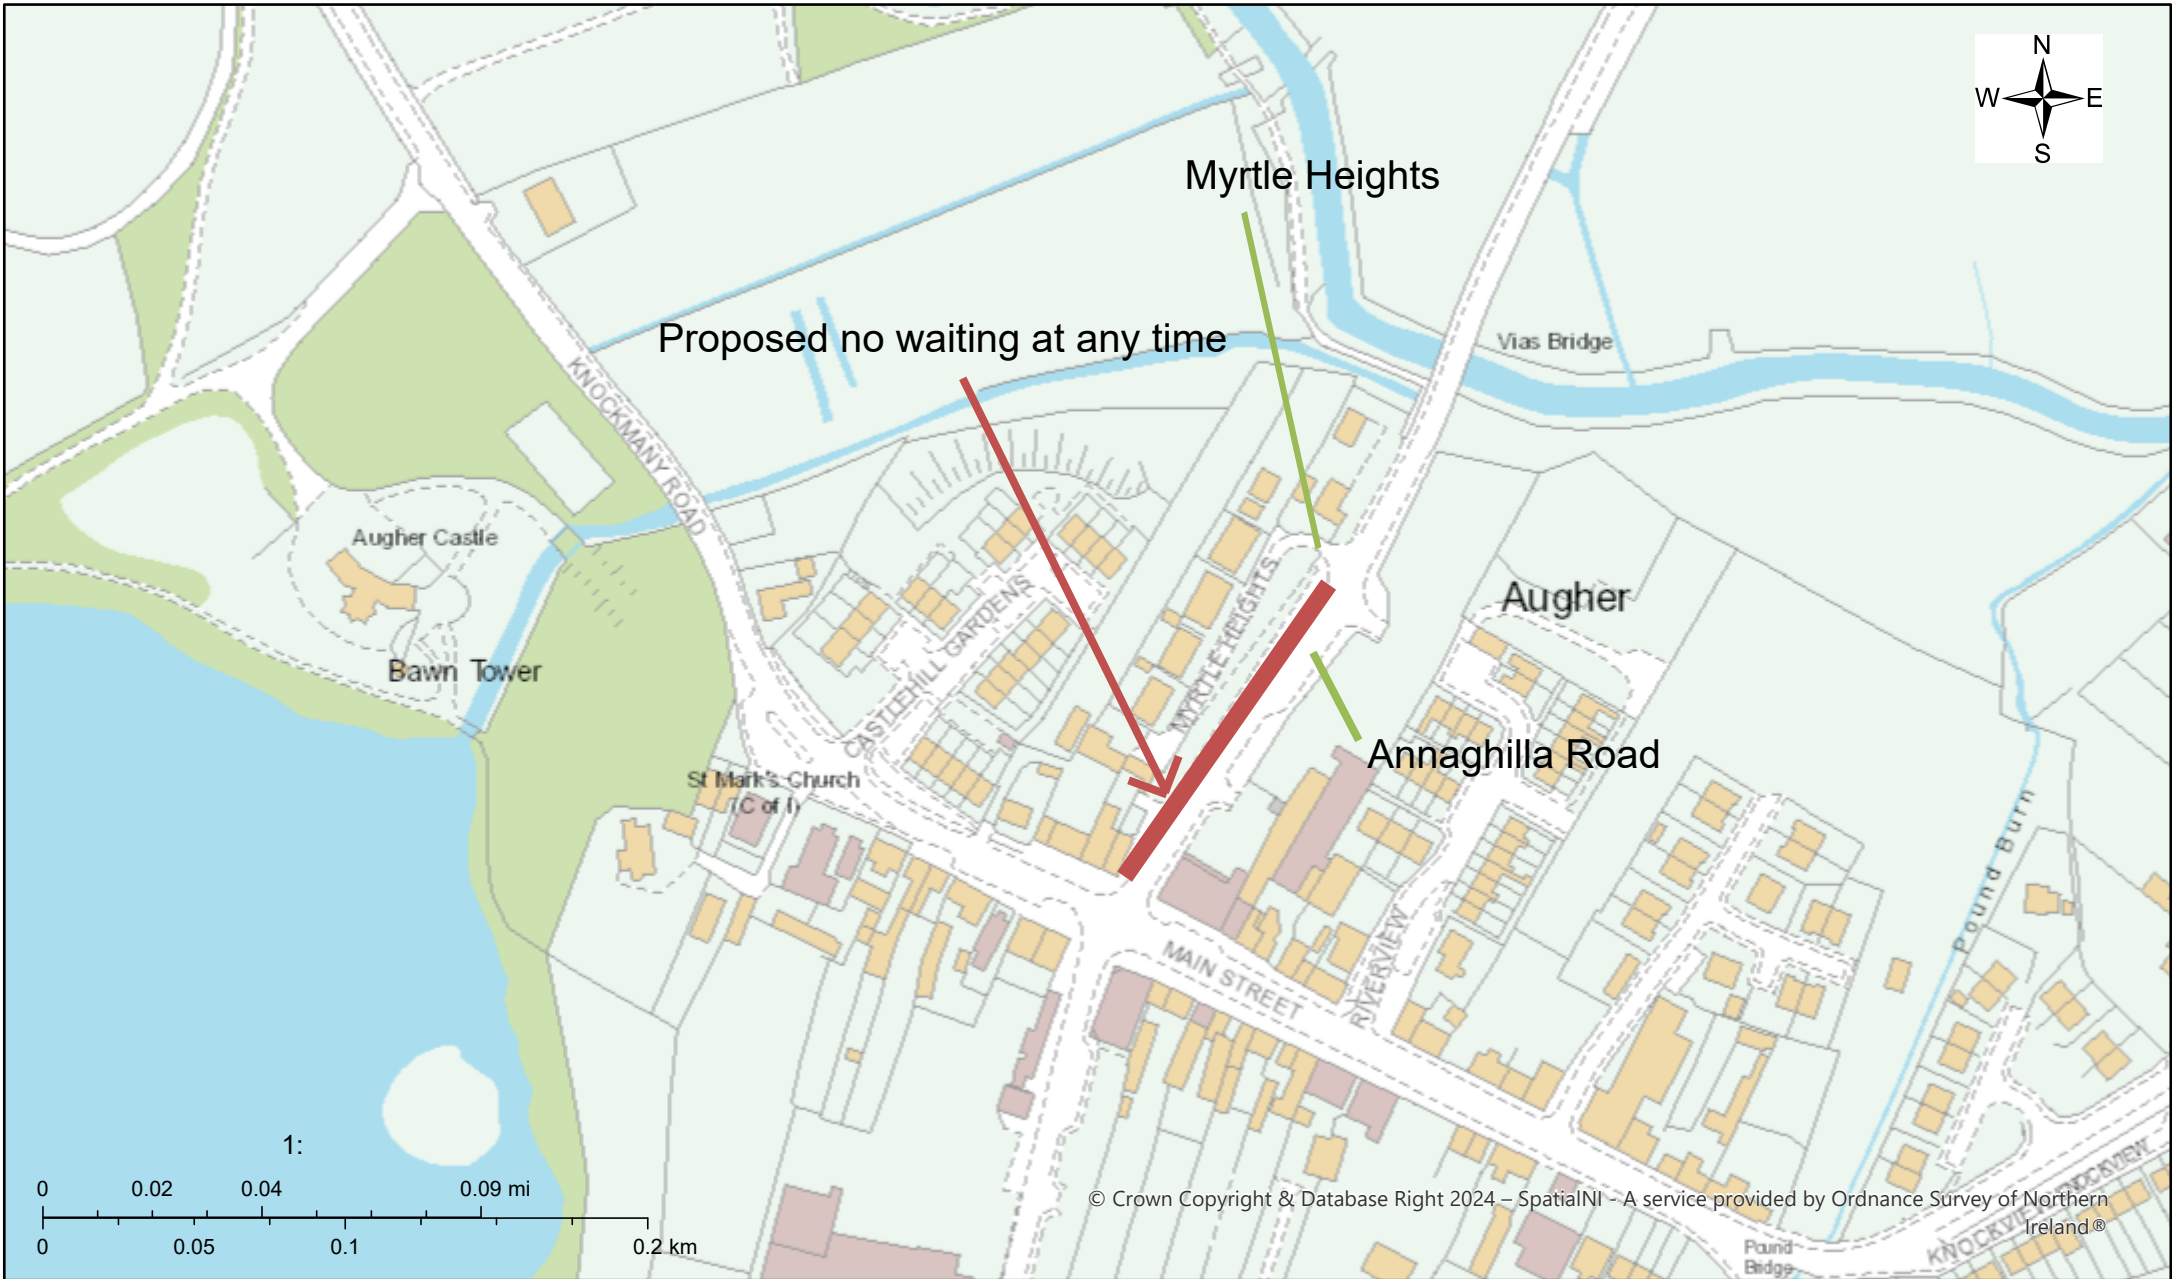 N
W E
S
Myrtle Heights
Proposed no waiting at any time
Vias Bridge
KNOCKMANY ROAD
Augher Castle
Augher
CASTLEHILL GARDENS
MYRTLE HEIGHTS
Bawn Tower
Annaghilla Road
St Mark's Church
(C of I)
Pound Burn
MAIN STREET
RIVERVIEW
1:
0 0.02 0.04 0.09 mi
0 0.05 0.1 0.2 km
© Crown Copyright & Database Right 2024 – SpatialNI - A service provided by Ordnance Survey of Northern
Ireland®
KNOCKVIEW
KNOCKVIEW
Pound
Bridge